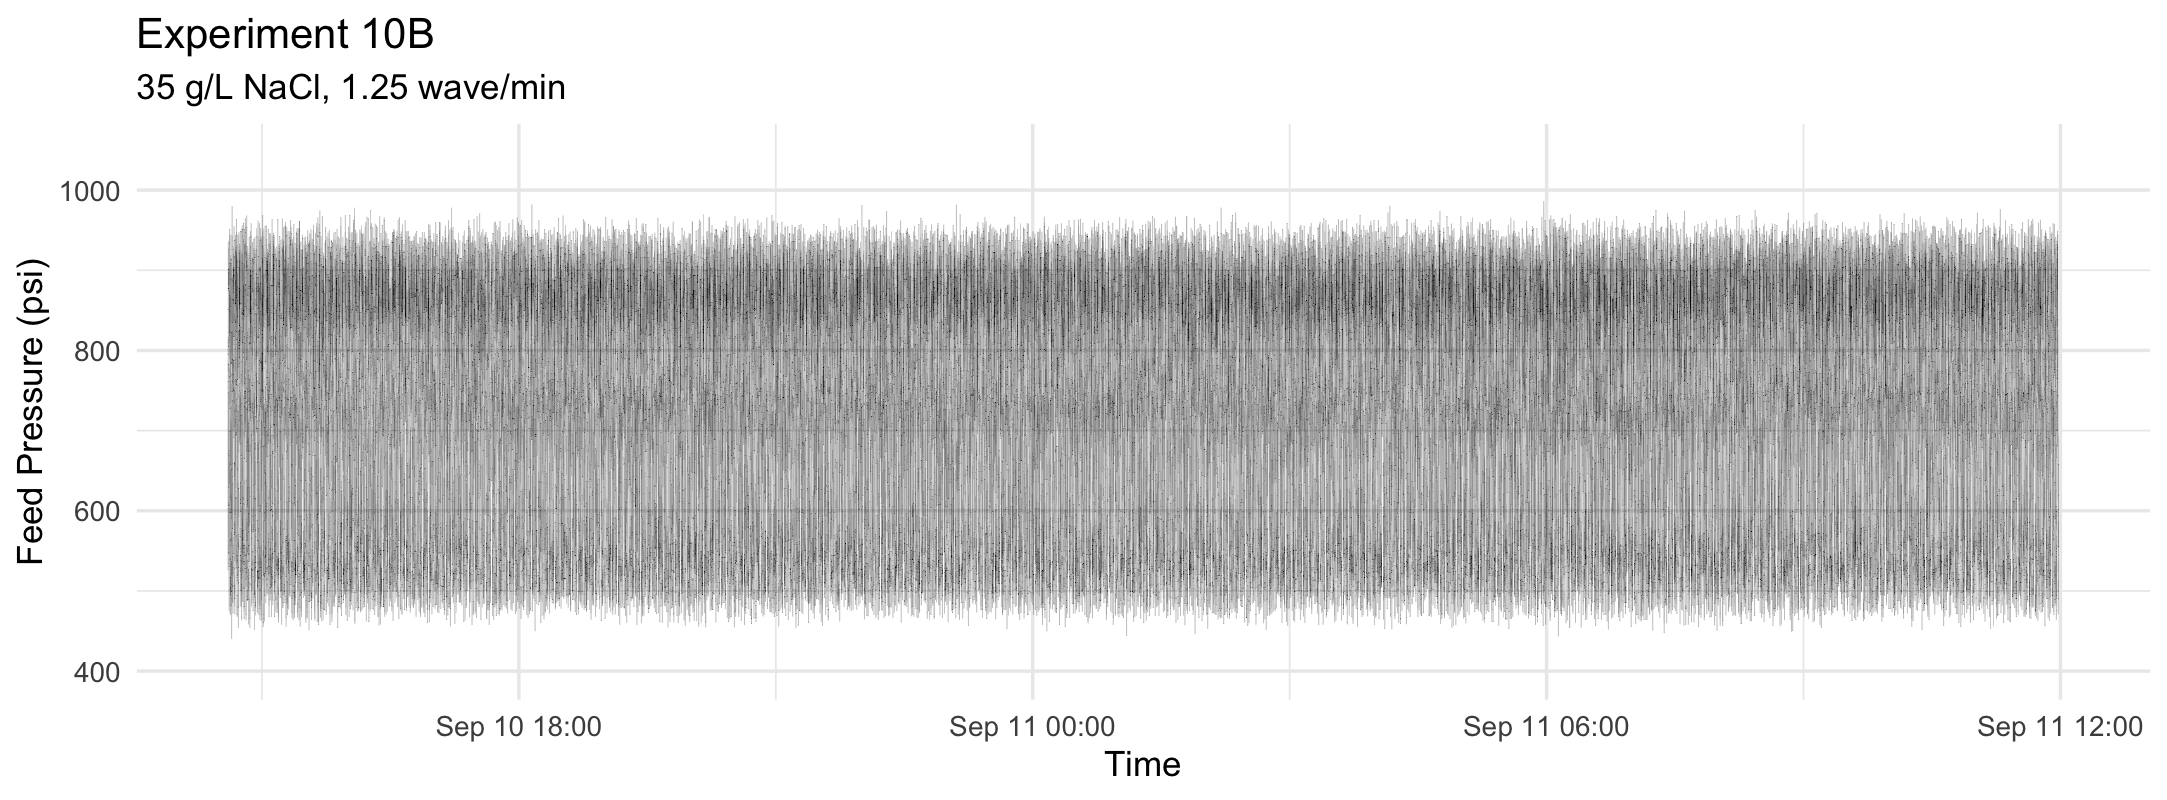 Experiment 10B
35 g/L NaCl, 1.25 wave/min
Feed Pressure (psi)
1000
800
600
400
Sep 10 18:00
Sep 11 00:00
Sep 11 06:00
Sep 11 12:00
Time